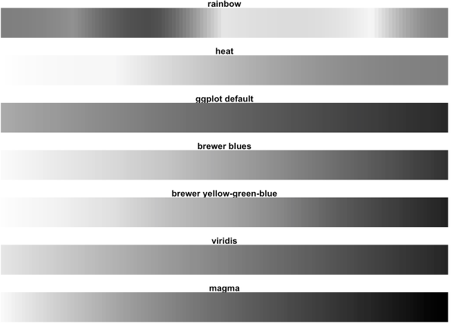 rainbow
heat
ggplot default
brewer blues
brewer yellow-green-blue
viridis
magma